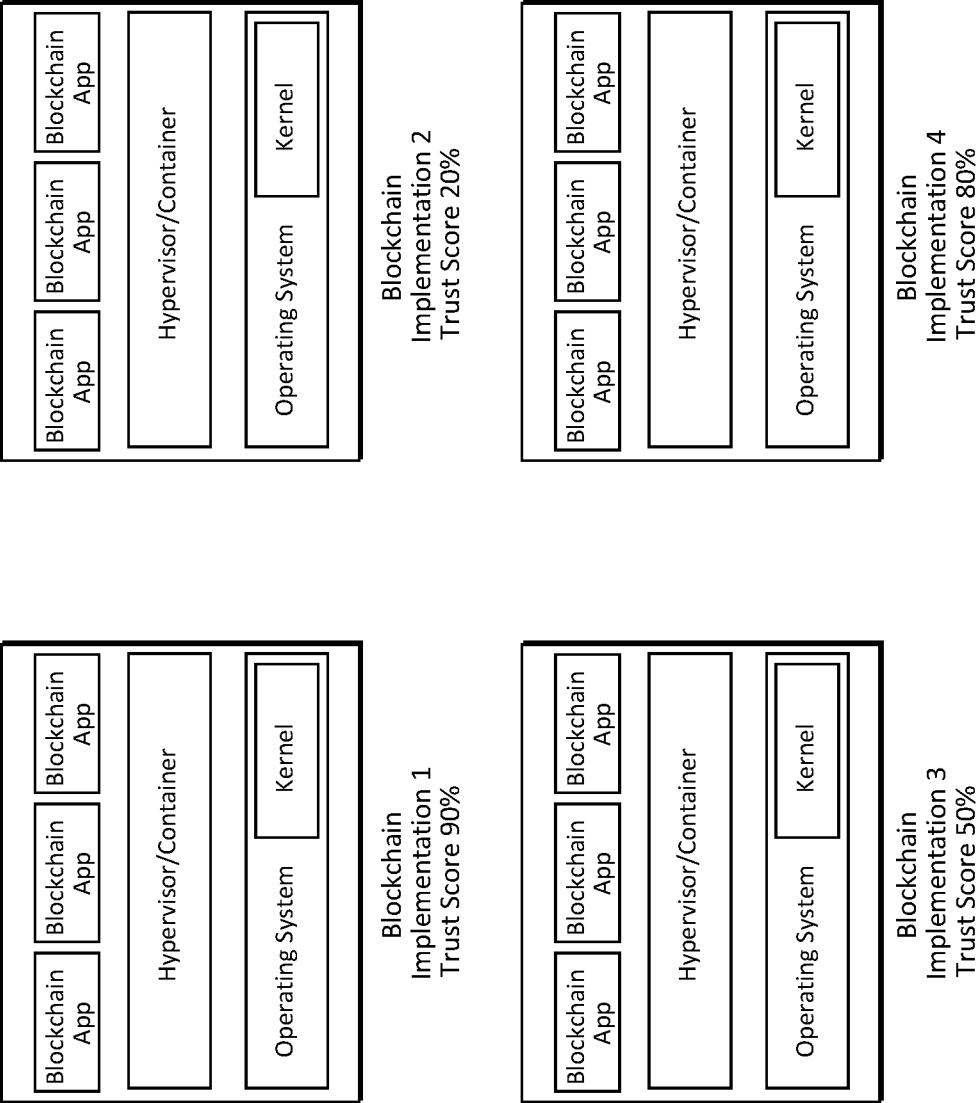 Blockchain
App
Blockchain
App
Blockchain
App
Hypervisor/Container
Operating System
Kernel
Blockchain
Implementation 1
Trust Score 90%
Blockchain
App
Blockchain
App
Blockchain
App
Hypervisor/Container
Operating System
Kernel
Blockchain
Implementation 2
Trust Score 20%
Blockchain
App
Blockchain
App
Blockchain
App
Hypervisor/Container
Operating System
Kernel
Blockchain
Implementation 3
Trust Score 50%
Blockchain
App
Blockchain
App
Blockchain
App
Hypervisor/Container
Operating System
Kernel
Blockchain
Implementation 4
Trust Score 80%